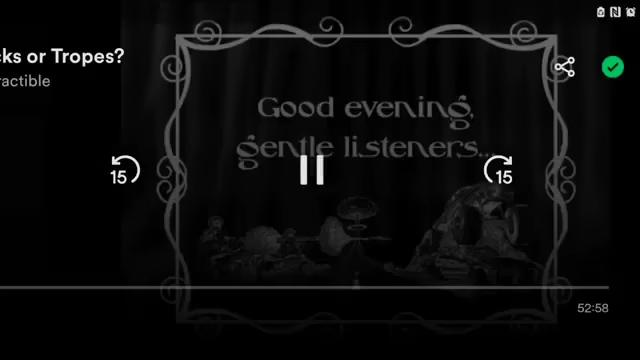 cks or Tropes?
ractible
Good evening,
gentle listeners...
15
15
52:58